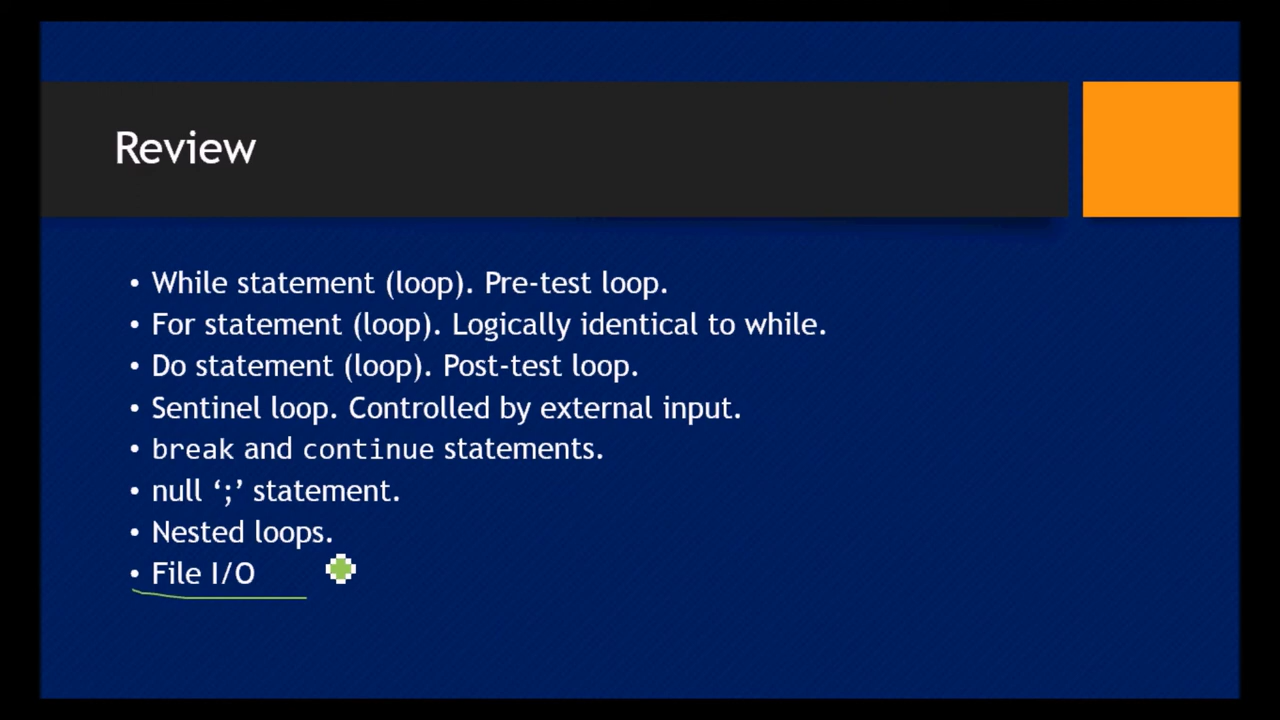 Review
• While statement (loop). Pre-test loop.
• For statement (loop). Logically identical to while.
• Do statement (loop). Post-test loop.
• Sentinel loop. Controlled by external input.
• break and continue statements.
• null ‘;’ statement.
• Nested loops.
• File I/O